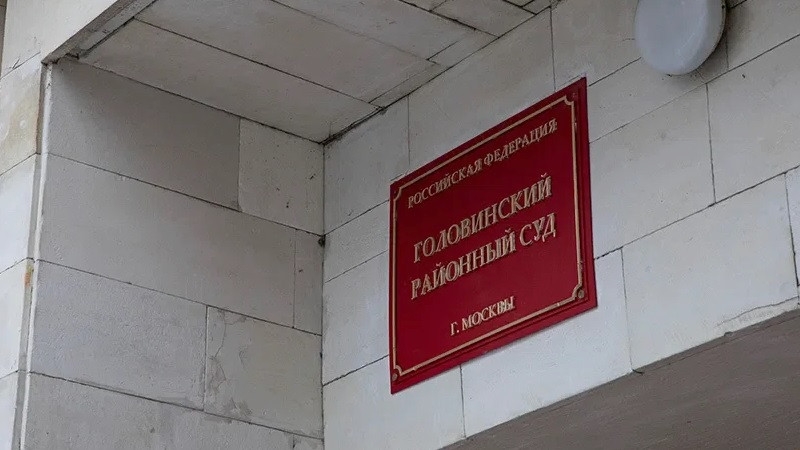 РОССИЙСКАЯ ФЕДЕРАЦИЯ
ГОЛОВИНСКИЙ
РАЙОННЫЙ СУД
Г. МОСКВЫ